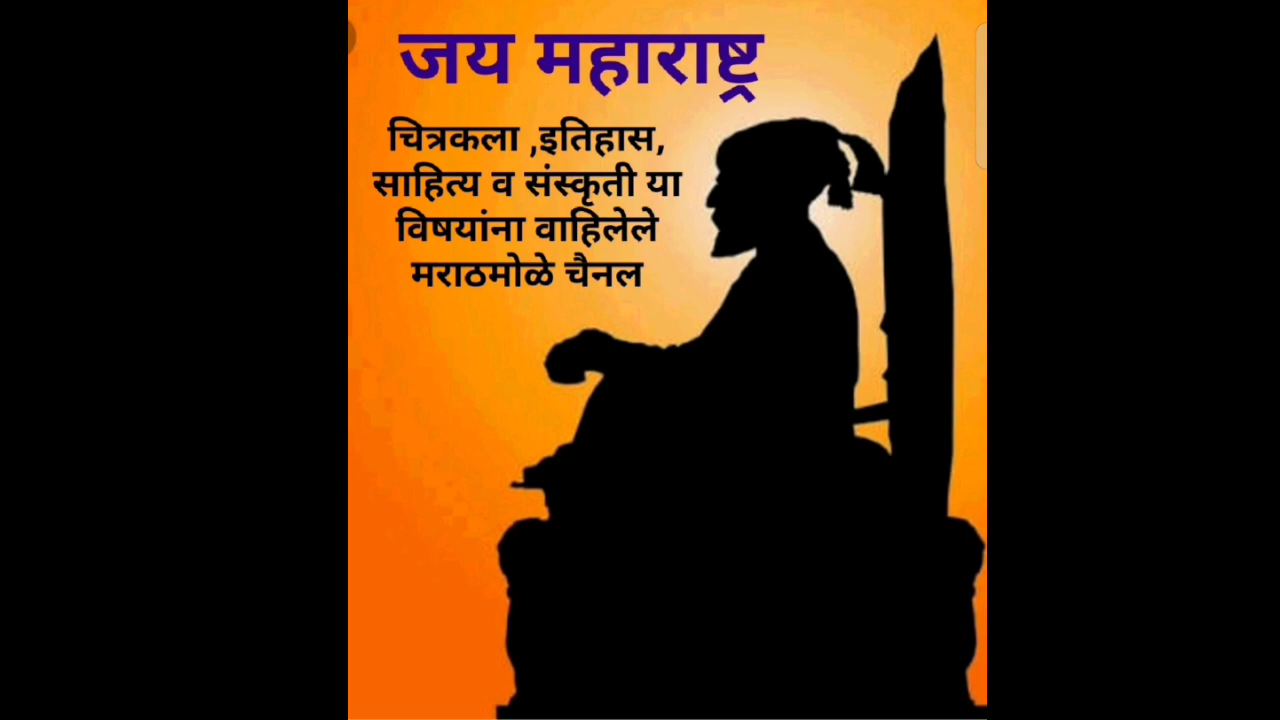 जय महाराष्ट्र
चित्रकला ,इतिहास,
साहित्य व संस्कृती या
विषयांना वाहिलेले
मराठमोळे चैनल